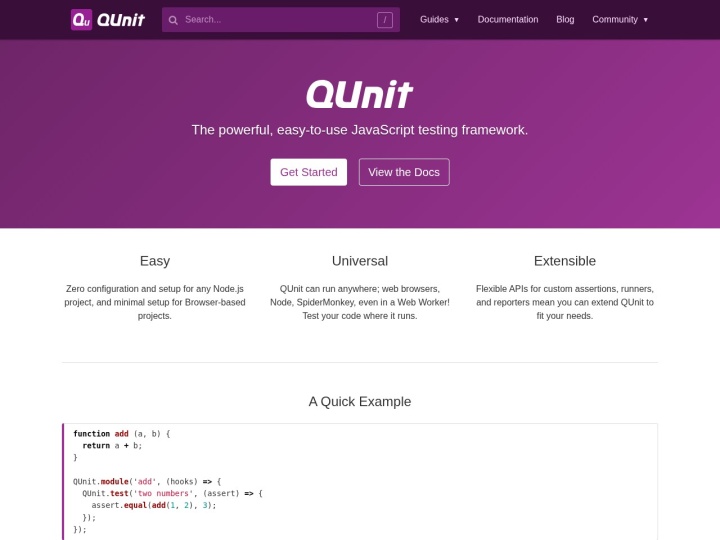 Qu QUnit Search... / Guides ▼ Documentation Blog Community ▼
QUnit
The powerful, easy-to-use JavaScript testing framework.
Get Started View the Docs
Easy
Zero configuration and setup for any Node.js
project, and minimal setup for Browser-based
projects.
Universal
QUnit can run anywhere; web browsers,
Node, SpiderMonkey, even in a Web Worker!
Test your code where it runs.
Extensible
Flexible APIs for custom assertions, runners,
and reporters mean you can extend QUnit to
fit your needs.
A Quick Example
function add (a, b) {
  return a + b;
}
QUnit.module('add', (hooks) => {
  QUnit.test('two numbers', (assert) => {
    assert.equal(add(1, 2), 3);
  });
});